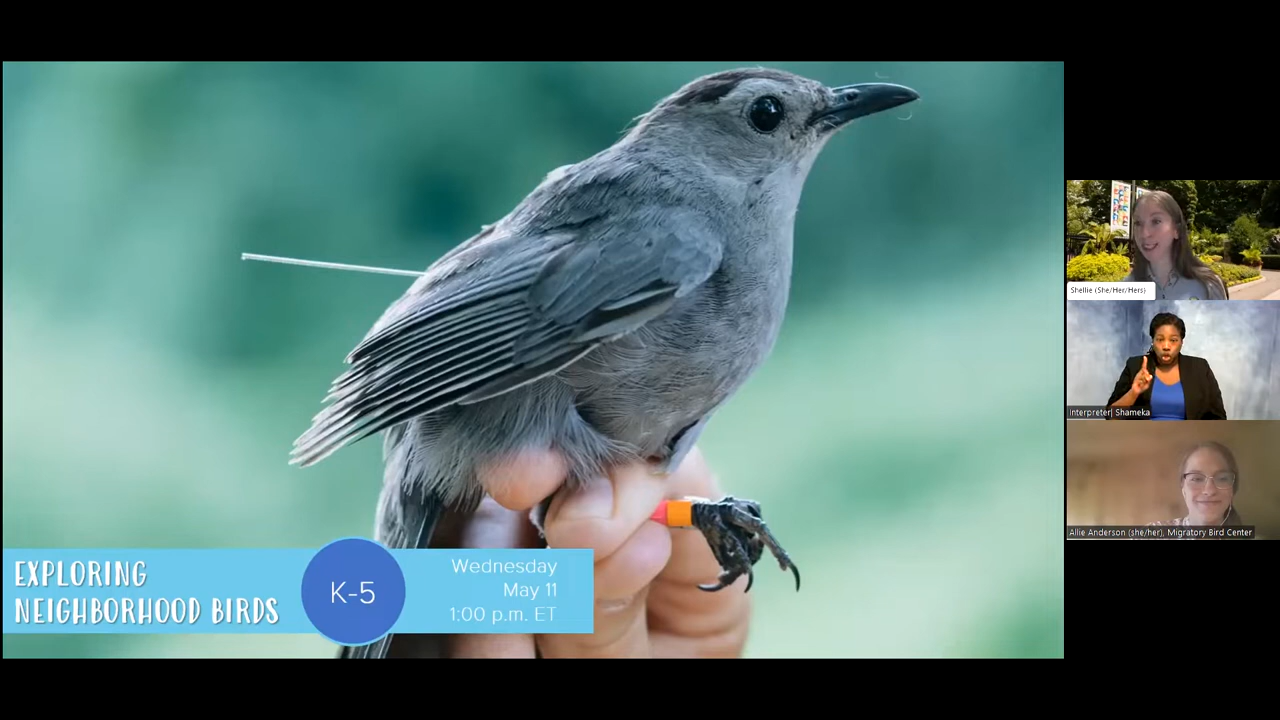 EXPLORING
NEIGHBORHOOD BIRDS
K-5
Wednesday
May 11
1:00 p.m. ET
Shellie (She/Her/Hers)
Interpreter| Shameka
Allie Anderson (she/her), Migratory Bird Center